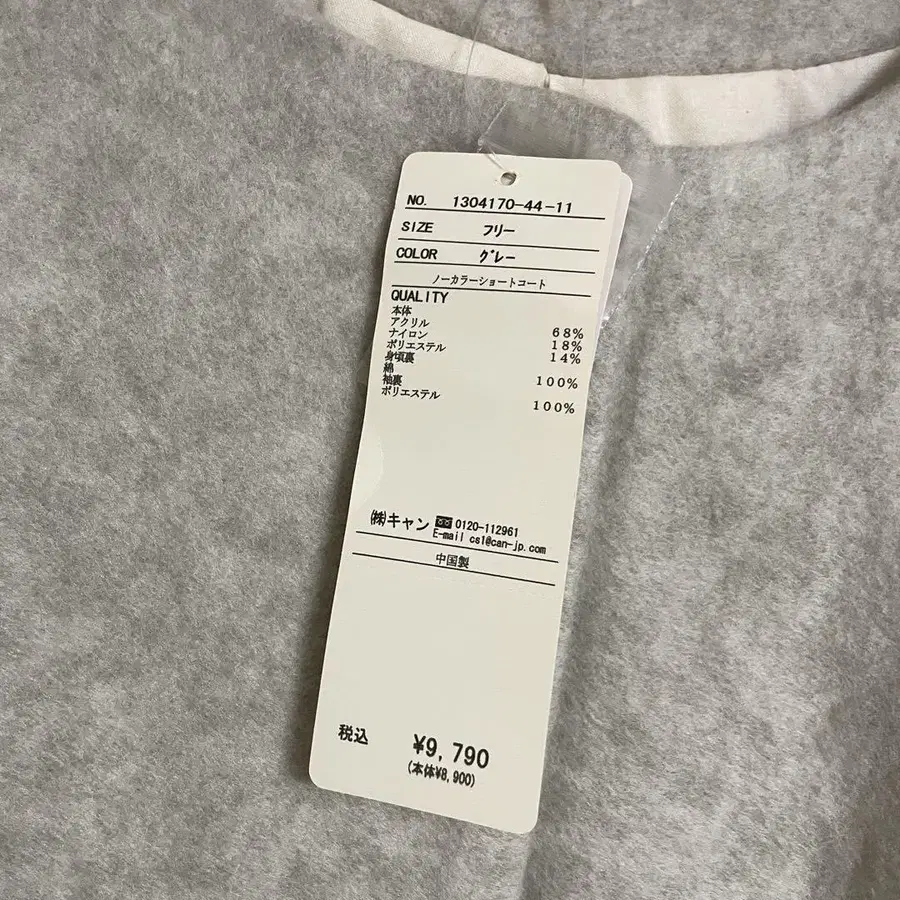 NO. 1304170-44-11
SIZE フリー
COLOR グレー
ノーカラーショートコート
QUALITY
本体
アクリル 68%
ナイロン 18%
ポリエステル 14%
身頃裏
綿 100%
袖裏
ポリエステル 100%
㈱キャン 0120-112961
E-mail cs1@can-jp.com
中国製
税込 ¥9,790
(本体¥8,900)